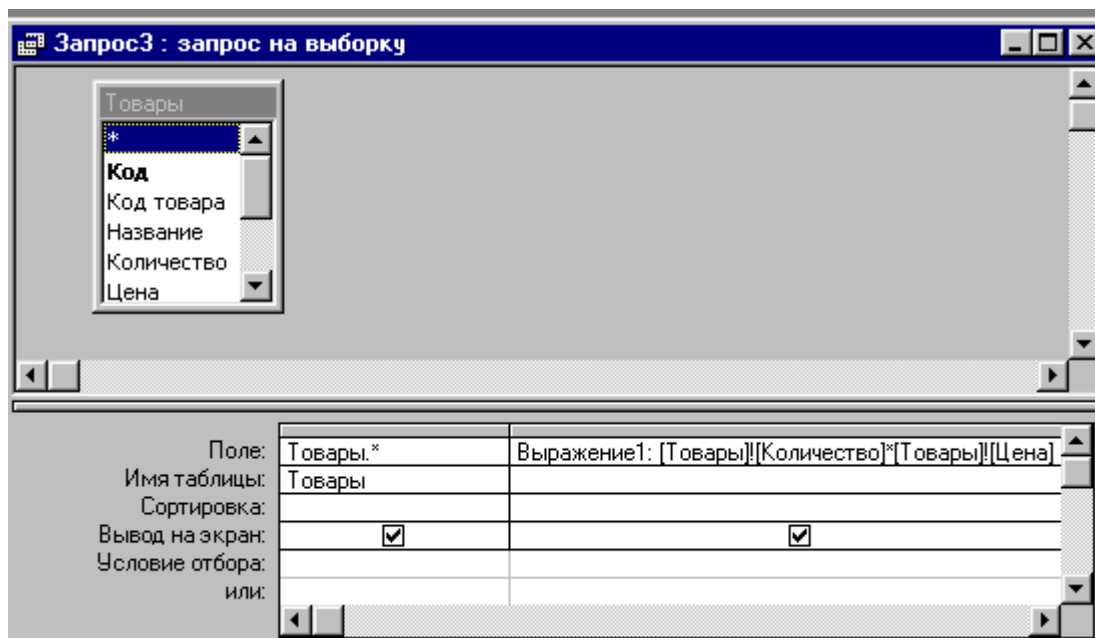 Запрос3 : запрос на выборку
Товары
*
Код
Код товара
Название
Количество
Цена
Поле: Товары.* Выражение1: [Товары]![Количество]*[Товары]![Цена]
Имя таблицы: Товары
Сортировка:
Вывод на экран:
Условие отбора:
или: